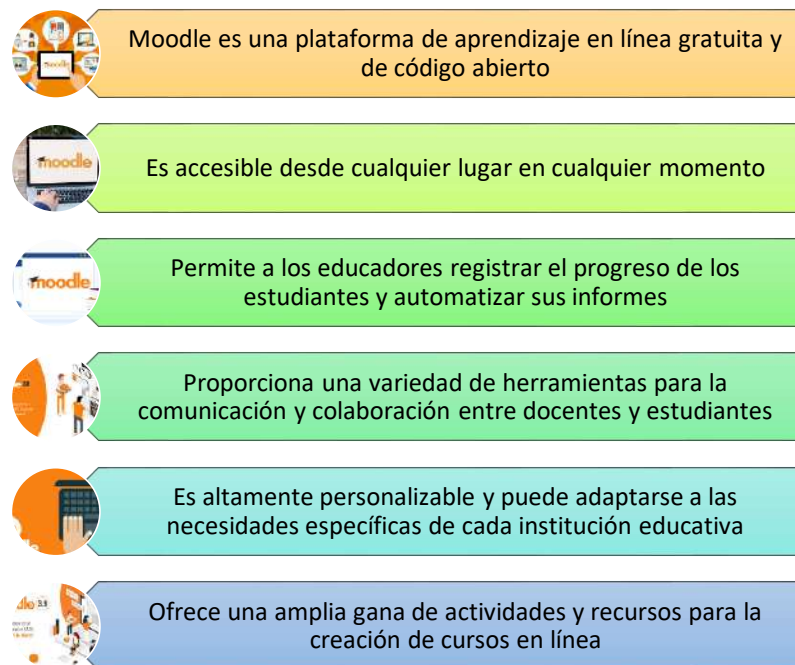 Moodle es una plataforma de aprendizaje en línea gratuita y
de código abierto
moodle
Es accesible desde cualquier lugar en cualquier momento
moodle
Permite a los educadores registrar el progreso de los
estudiantes y automatizar sus informes
moodle
Proporciona una variedad de herramientas para la
comunicación y colaboración entre docentes y estudiantes
Es altamente personalizable y puede adaptarse a las
necesidades específicas de cada institución educativa
Ofrece una amplia gana de actividades y recursos para la
creación de cursos en línea